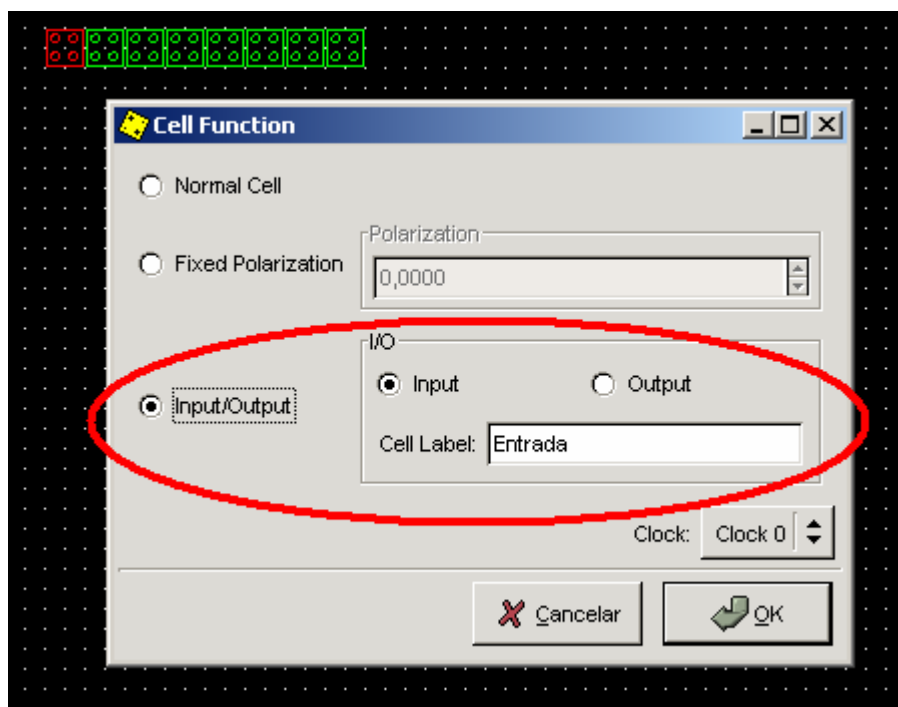 Cell Function
Normal Cell
Polarization
Fixed Polarization
0,0000
I/O
Input Output
Input/Output
Cell Label: Entrada
Clock: Clock 0
Cancelar OK